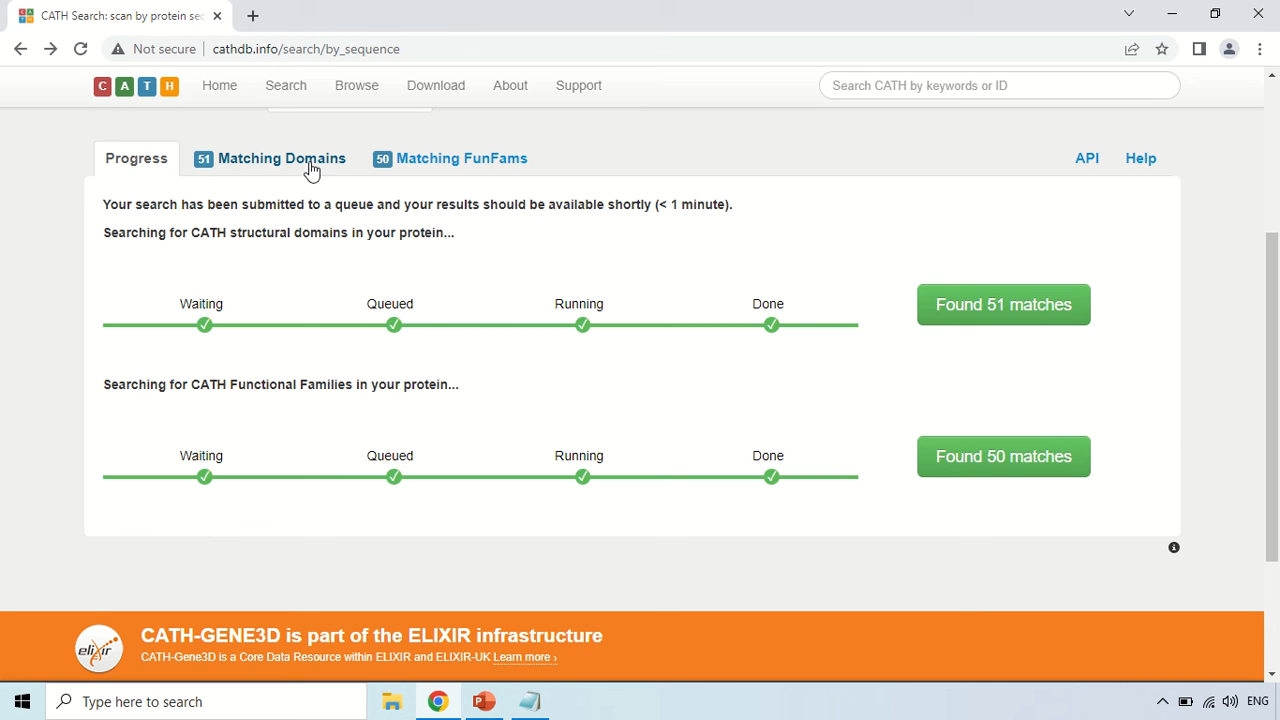 CATH Search: scan by protein sec
Not secure cathdb.info/search/by_sequence
C A T H Home Search Browse Download About Support Search CATH by keywords or ID
Progress 51 Matching Domains 50 Matching FunFams API Help
Your search has been submitted to a queue and your results should be available shortly (< 1 minute).
Searching for CATH structural domains in your protein...
Waiting Queued Running Done Found 51 matches
Searching for CATH Functional Families in your protein...
Waiting Queued Running Done Found 50 matches
elixir CATH-GENE3D is part of the ELIXIR infrastructure
CATH-Gene3D is a Core Data Resource within ELIXIR and ELIXIR-UK Learn more ›
Type here to search ENG